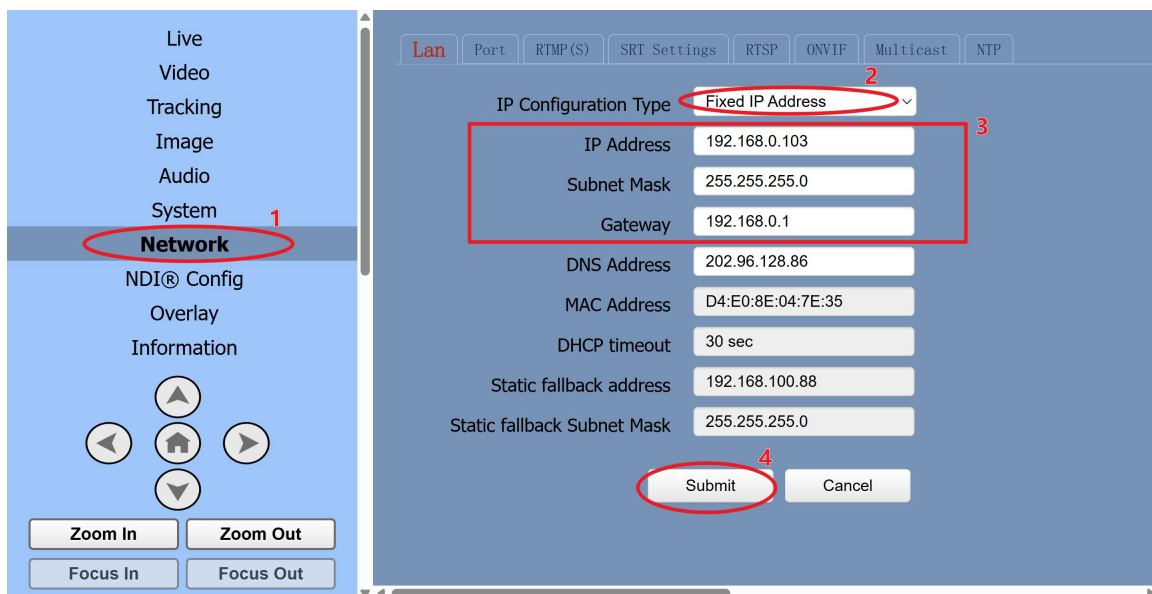 Live
Video
Tracking
Image
Audio
System
1
Network
NDI® Config
Overlay
Information
Zoom In Zoom Out
Focus In Focus Out
Lan Port RTMP(S) SRT Settings RTSP ONVIF Multicast NTP
2
IP Configuration Type Fixed IP Address
3
IP Address 192.168.0.103
Subnet Mask 255.255.255.0
Gateway 192.168.0.1
DNS Address 202.96.128.86
MAC Address D4:E0:8E:04:7E:35
DHCP timeout 30 sec
Static fallback address 192.168.100.88
Static fallback Subnet Mask 255.255.255.0
4
Submit Cancel